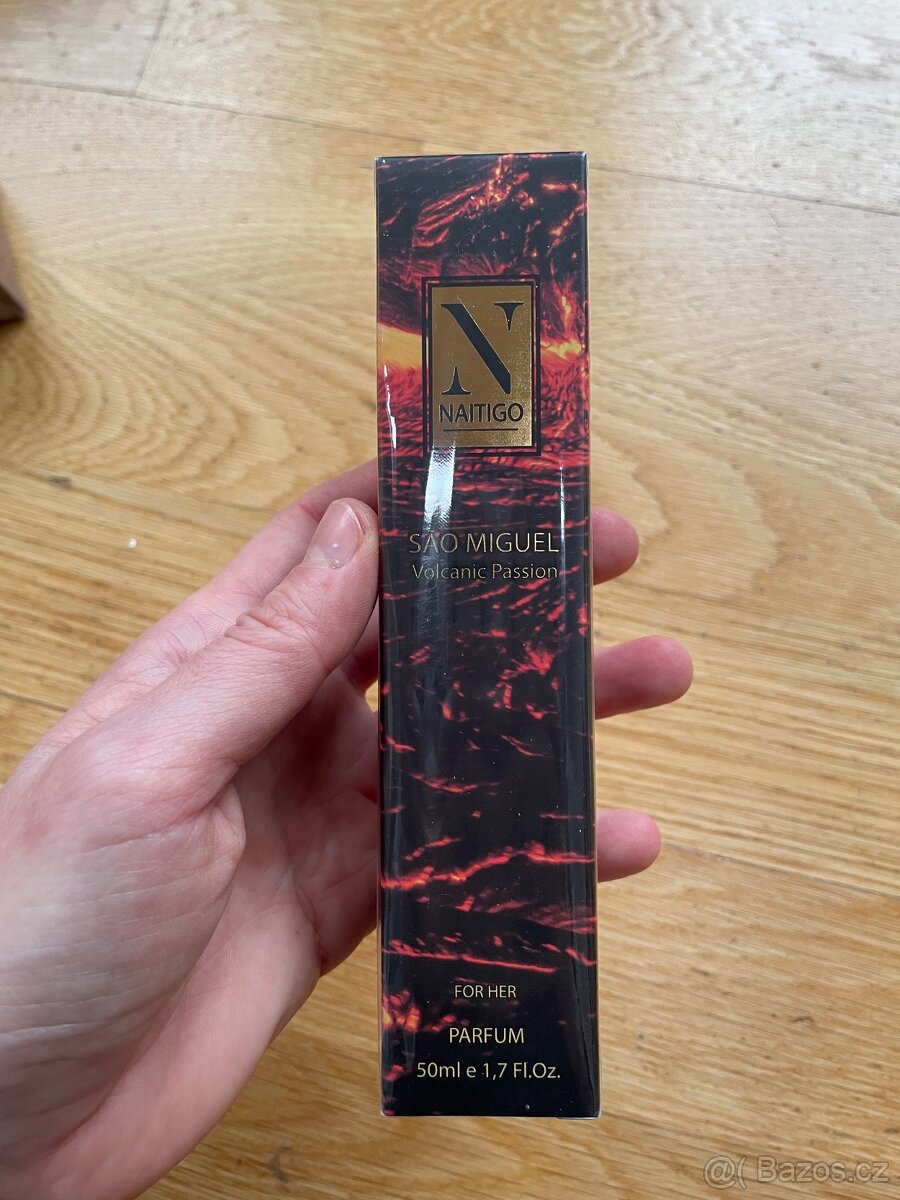 N
NAITIGO
SÃO MIGUEL
Volcanic Passion
FOR HER
PARFUM
50ml e 1,7 Fl.Oz.
@( Bazos.cz